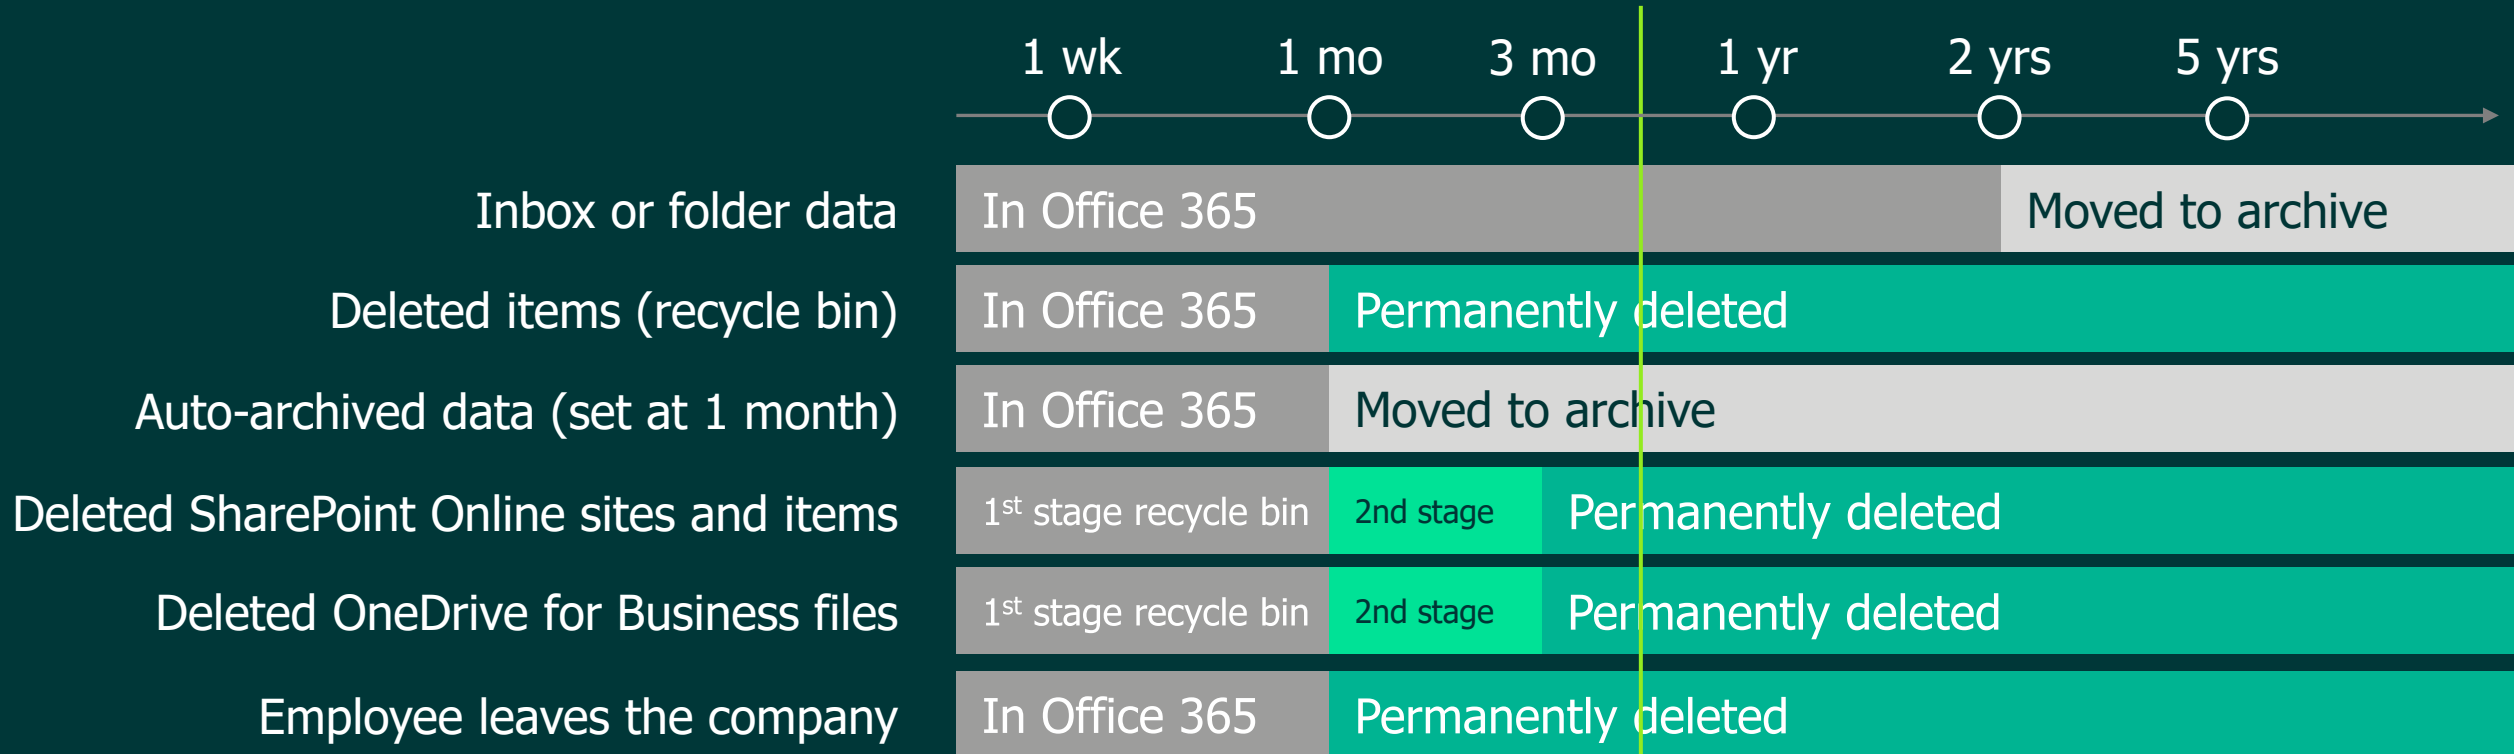 1 wk 1 mo 3 mo 1 yr 2 yrs 5 yrs
Inbox or folder data In Office 365 Moved to archive
Deleted items (recycle bin) In Office 365 Permanently deleted
Auto-archived data (set at 1 month) In Office 365 Moved to archive
Deleted SharePoint Online sites and items 1st stage recycle bin 2nd stage Permanently deleted
Deleted OneDrive for Business files 1st stage recycle bin 2nd stage Permanently deleted
Employee leaves the company In Office 365 Permanently deleted